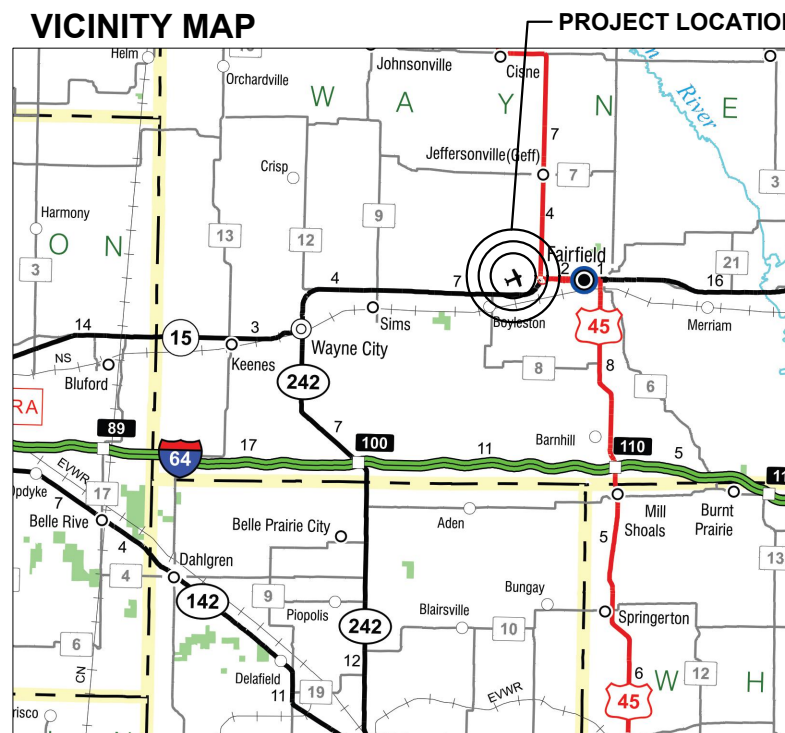 VICINITY MAP
PROJECT LOCATION
Helm
Orchardville
Johnsonville
Cisne
River
W A Y N E
7
Jeffersonville(Geff)
7
3
Crisp
9
4
Harmony
13
12
O N
3
Fairfield
21
4
7
2
1
16
Sims
Boyleston
Merriam
14
15
3
45
NS
Keenes
Wayne City
Bluford
8
8
242
6
RA
7
89
Barnhill
17
100
11
110
5
64
EVWR
Opdyke
17
7
Mill
Shoals
Burnt
Prairie
Belle Rive
Belle Prairie City
Aden
4
5
13
Dahlgren
4
9
Bungay
142
Piopolis
Blairsville
Springerton
242
10
6
12
Delafield
6
W H
12
CN
11
19
EVWR
45
risco